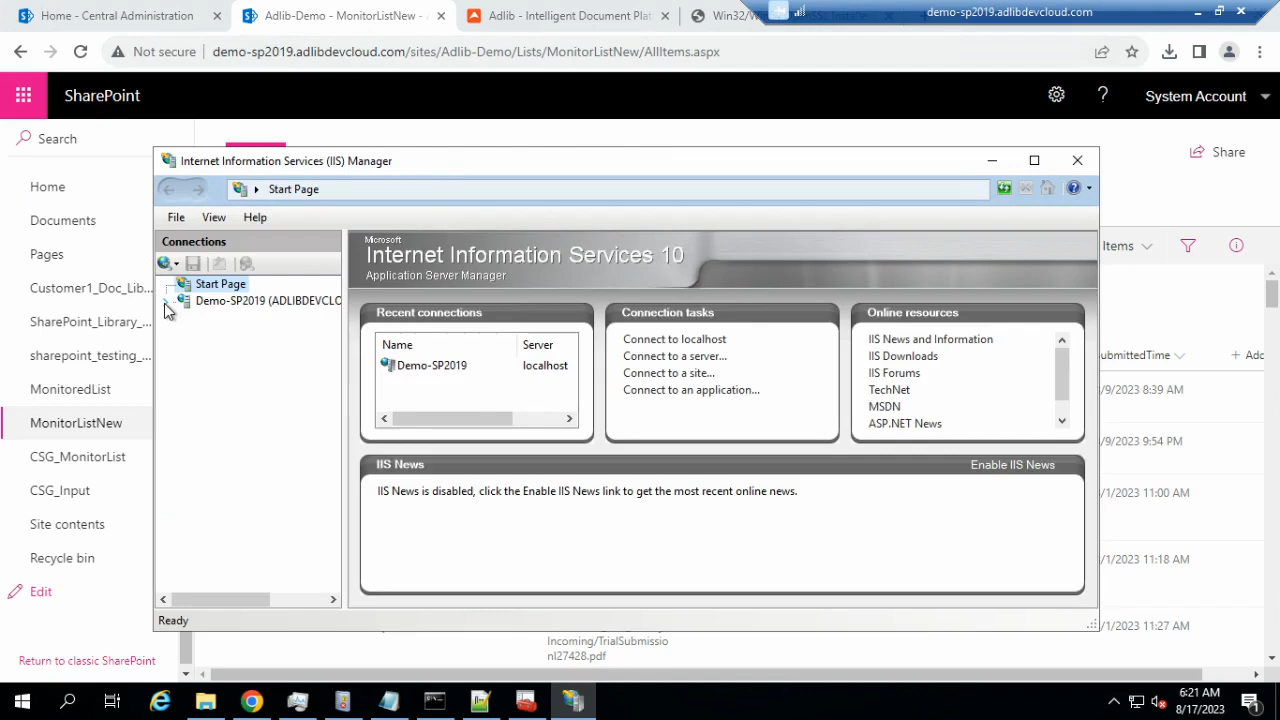 Home - Central Administration
Adlib-Demo - MonitorListNew -
Adlib | Intelligent Document Plat
demo-sp2019.adlibdevcloud.com
Not secure
demo-sp2019.adlibdevcloud.com/sites/Adlib-Demo/Lists/MonitorListNew/AllItems.aspx
SharePoint
System Account
Search
Share
Home
Documents
Pages
Customer1_Doc_Lib...
SharePoint_Library_...
sharepoint_testing_...
MonitoredList
MonitorListNew
CSG_MonitorList
CSG_Input
Site contents
Recycle bin
Edit
Return to classic SharePoint
Internet Information Services (IIS) Manager
Start Page
File View Help
Connections
Start Page
Demo-SP2019 (ADLIBDEVCLO
Microsoft
Internet Information Services 10
Application Server Manager
Recent connections
Name Server
Demo-SP2019 localhost
Connection tasks
Connect to localhost
Connect to a server...
Connect to a site...
Connect to an application...
Online resources
IIS News and Information
IIS Downloads
IIS Forums
TechNet
MSDN
ASP.NET News
IIS News
Enable IIS News
IIS News is disabled, click the Enable IIS News link to get the most recent online news.
Ready
Items
ubmittedTime
+ Adc
/9/2023 8:39 AM
/9/2023 9:54 PM
/1/2023 11:00 AM
/1/2023 11:18 AM
/1/2023 11:27 AM
Incoming/TrialSubmissio
nl27428.pdf
6:21 AM
8/17/2023
1